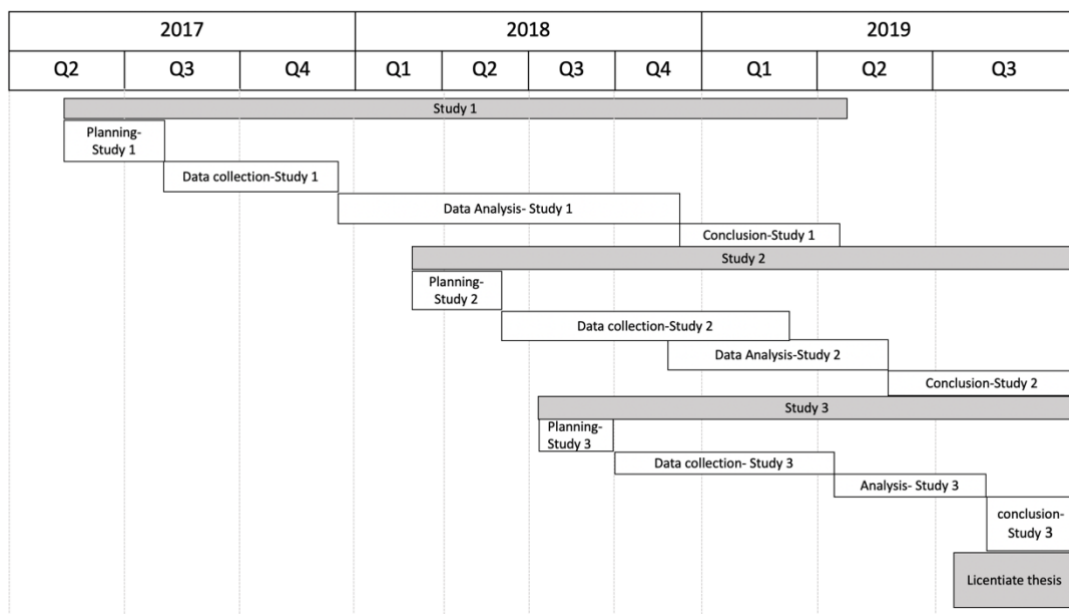 2017 2018 2019
Q2 Q3 Q4 Q1 Q2 Q3 Q4 Q1 Q2 Q3
Study 1
Planning-
Study 1
Data collection-Study 1
Data Analysis- Study 1
Conclusion-Study 1
Study 2
Planning-
Study 2
Data collection-Study 2
Data Analysis-Study 2
Conclusion-Study 2
Study 3
Planning-
Study 3
Data collection- Study 3
Analysis- Study 3
conclusion-
Study 3
Licentiate thesis